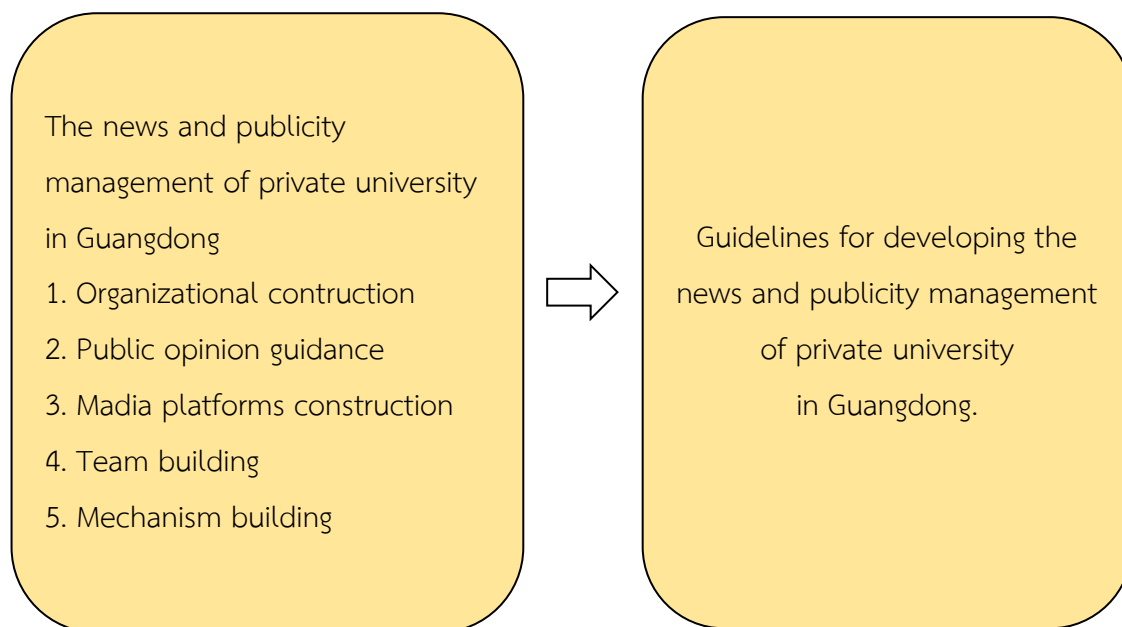 The news and publicity
management of private university
in Guangdong
1. Organizational contruction
2. Public opinion guidance
3. Madia platforms construction
4. Team building
5. Mechanism building
Guidelines for developing the
news and publicity management
of private university
in Guangdong.